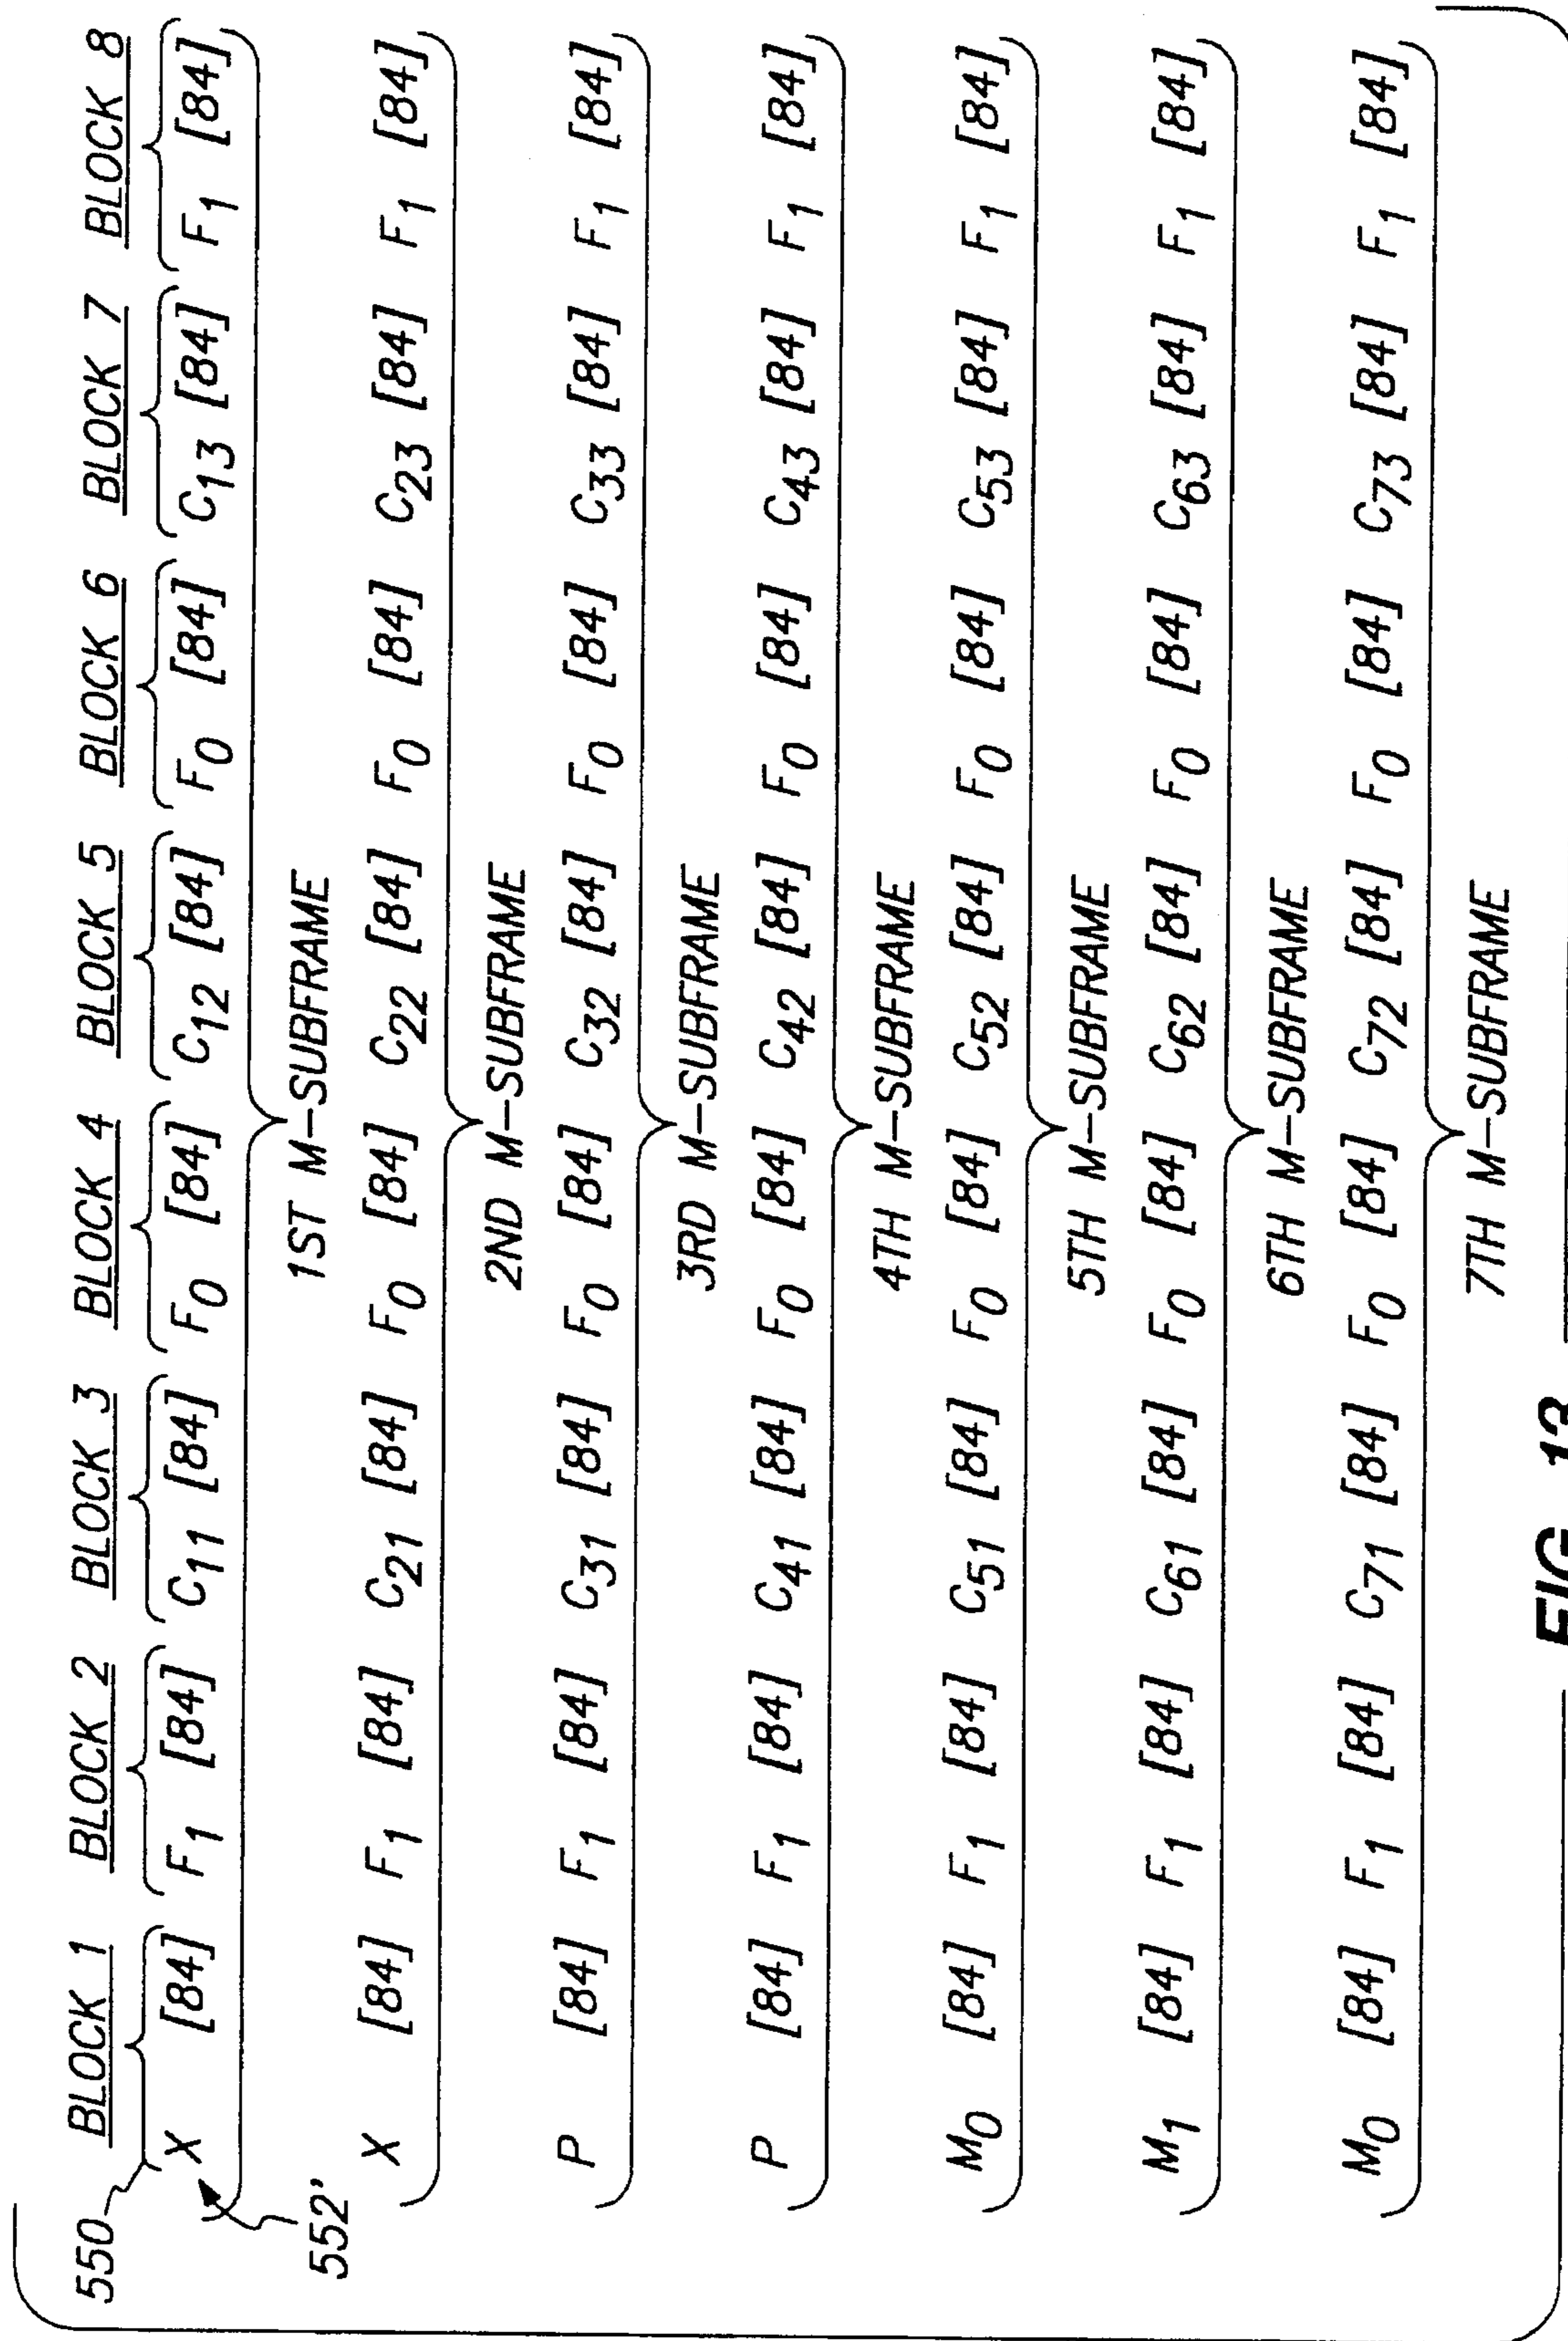 BLOCK 1 BLOCK 2 BLOCK 3 BLOCK 4 BLOCK 5 BLOCK 6 BLOCK 7 BLOCK 8
550
X [84] F1 [84] C11 [84] F0 [84] C12 [84] F0 [84] C13 [84] F1 [84]
552'
1ST M-SUBFRAME
X [84] F1 [84] C21 [84] F0 [84] C22 [84] F0 [84] C23 [84] F1 [84]
2ND M-SUBFRAME
P [84] F1 [84] C31 [84] F0 [84] C32 [84] F0 [84] C33 [84] F1 [84]
3RD M-SUBFRAME
P [84] F1 [84] C41 [84] F0 [84] C42 [84] F0 [84] C43 [84] F1 [84]
4TH M-SUBFRAME
M0 [84] F1 [84] C51 [84] F0 [84] C52 [84] F0 [84] C53 [84] F1 [84]
5TH M-SUBFRAME
M1 [84] F1 [84] C61 [84] F0 [84] C62 [84] F0 [84] C63 [84] F1 [84]
6TH M-SUBFRAME
M0 [84] F1 [84] C71 [84] F0 [84] C72 [84] F0 [84] C73 [84] F1 [84]
7TH M-SUBFRAME
FIG. 13